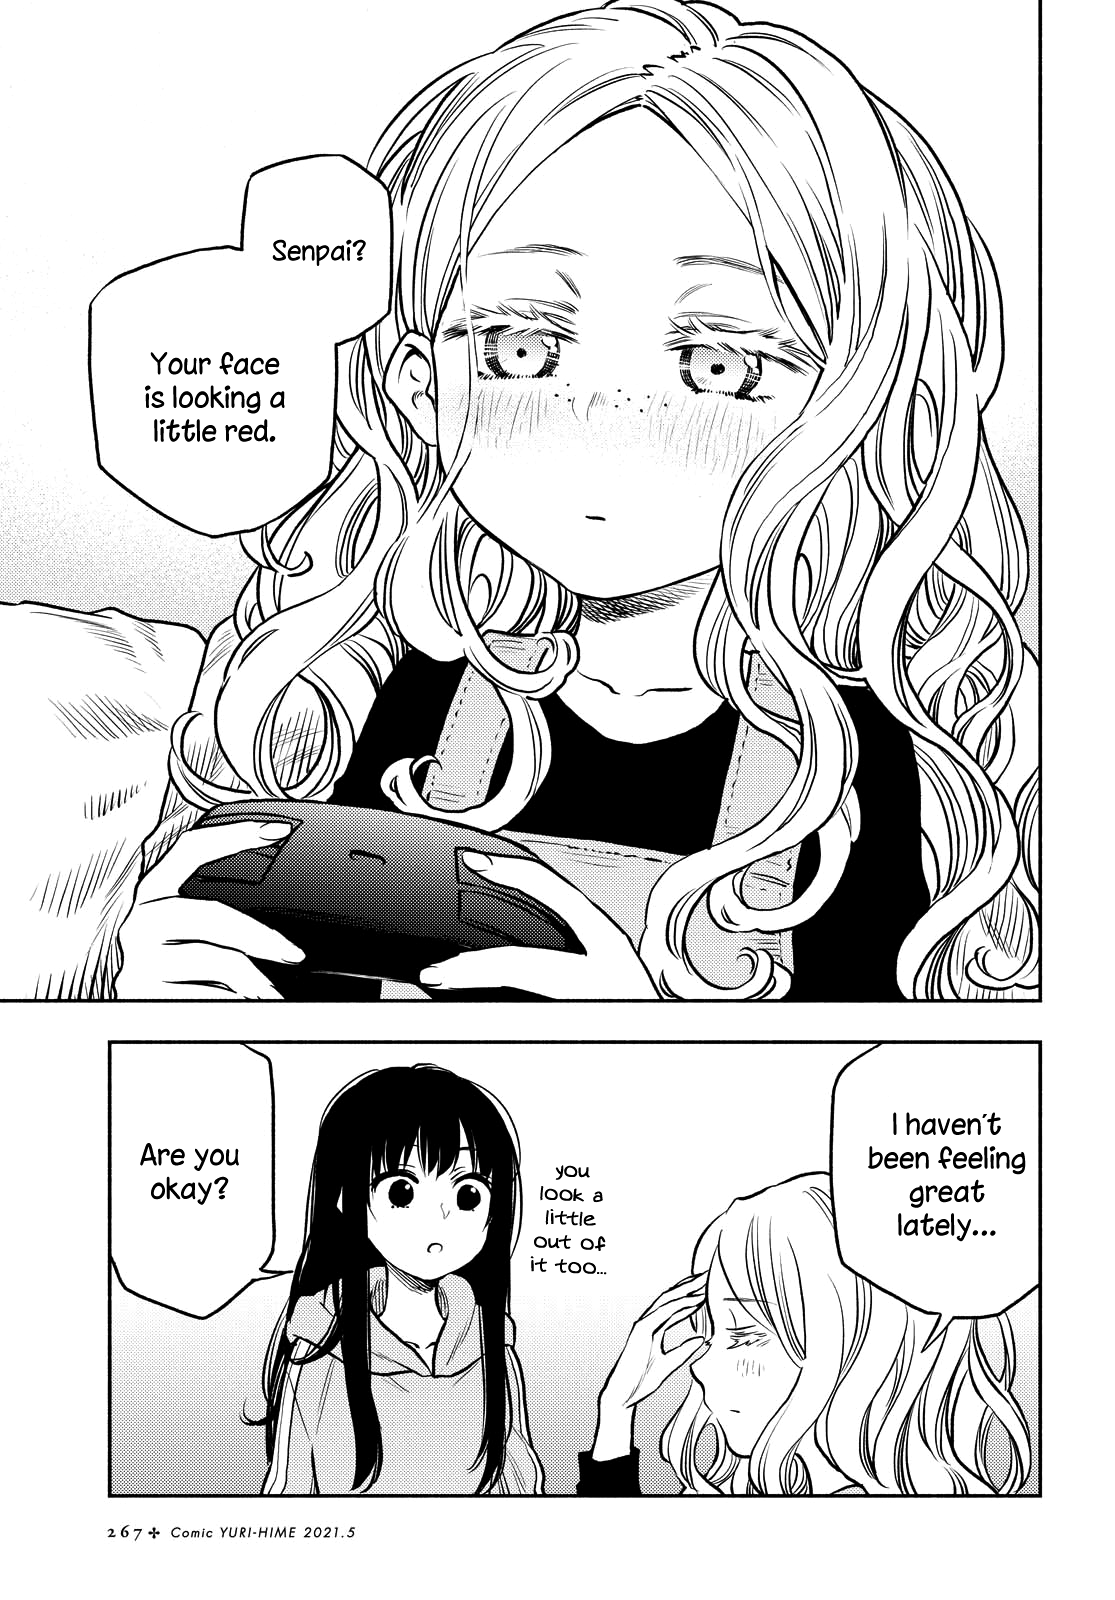 Senpai?
Your face
is looking a
little red.
I haven't
been feeling
great
lately...
you
look a
little
out of
it too...
Are you
okay?
267✣ Comic YURI-HIME 2021.5